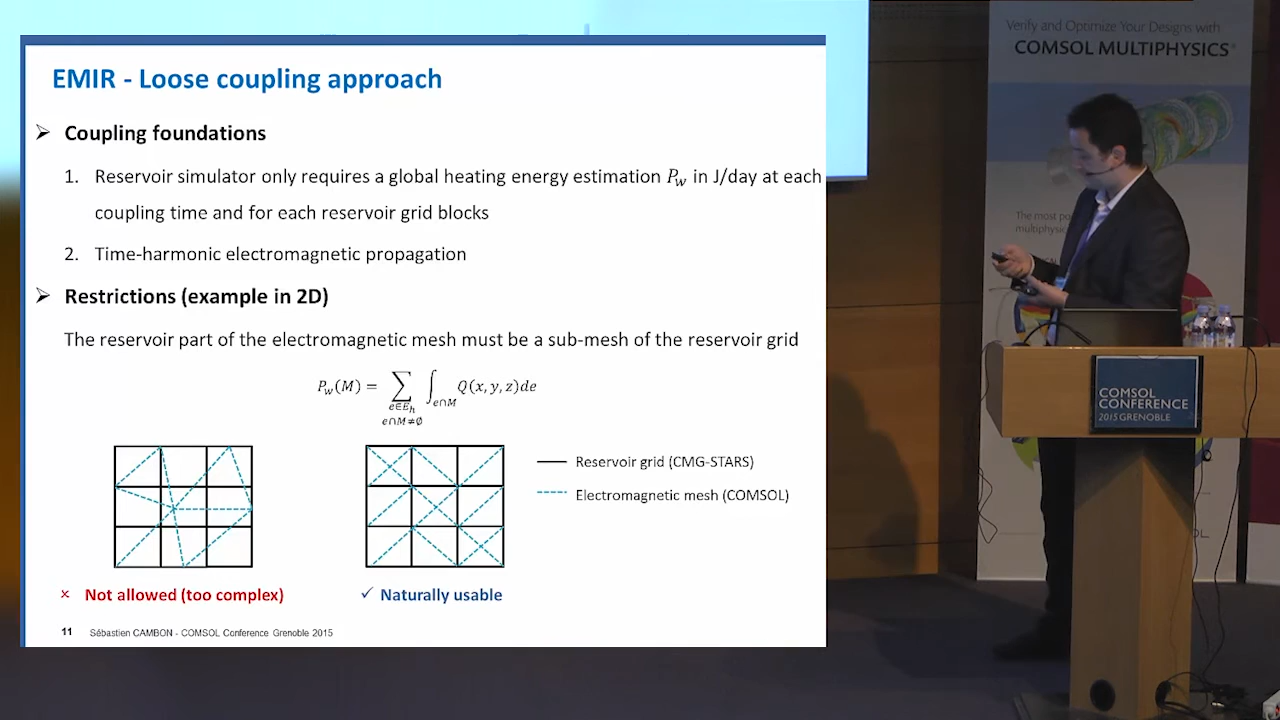 EMIR - Loose coupling approach
➢ Coupling foundations
1. Reservoir simulator only requires a global heating energy estimation P_w in J/day at each
coupling time and for each reservoir grid blocks
2. Time-harmonic electromagnetic propagation
➢ Restrictions (example in 2D)
The reservoir part of the electromagnetic mesh must be a sub-mesh of the reservoir grid
P_w(M) = ∑_{e∈E_h e∩M≠∅} ∫_{e∩M} Q(x, y, z)de
Reservoir grid (CMG-STARS)
Electromagnetic mesh (COMSOL)
× Not allowed (too complex)
✓ Naturally usable
11 Sébastien CAMBON - COMSOL Conference Grenoble 2015
Verify and Optimize Your Designs with
COMSOL MULTIPHYSICS®
The most
multiphysic
COMSOL
CONFERENCE
2015 GRENOBLE